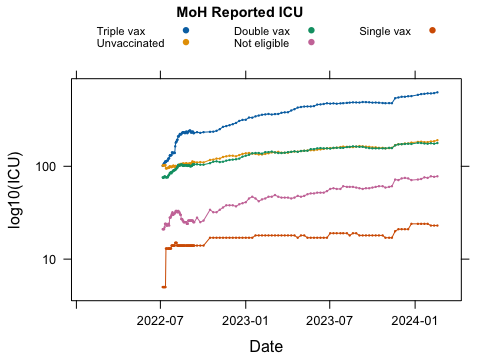 MoH Reported ICU
Triple vax Double vax Single vax
Unvaccinated Not eligible
log10(ICU)
100
10
2022-07 2023-01 2023-07 2024-01
Date